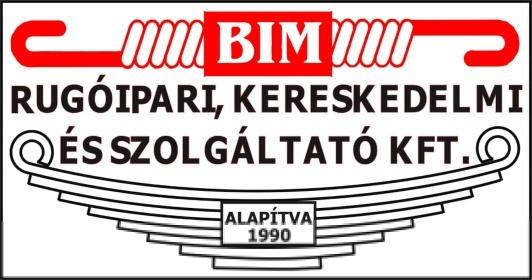 BIM
RUGÓIPARI, KERESKEDELMI
ÉS SZOLGÁLTATÓ KFT.
ALAPÍTVA
1990